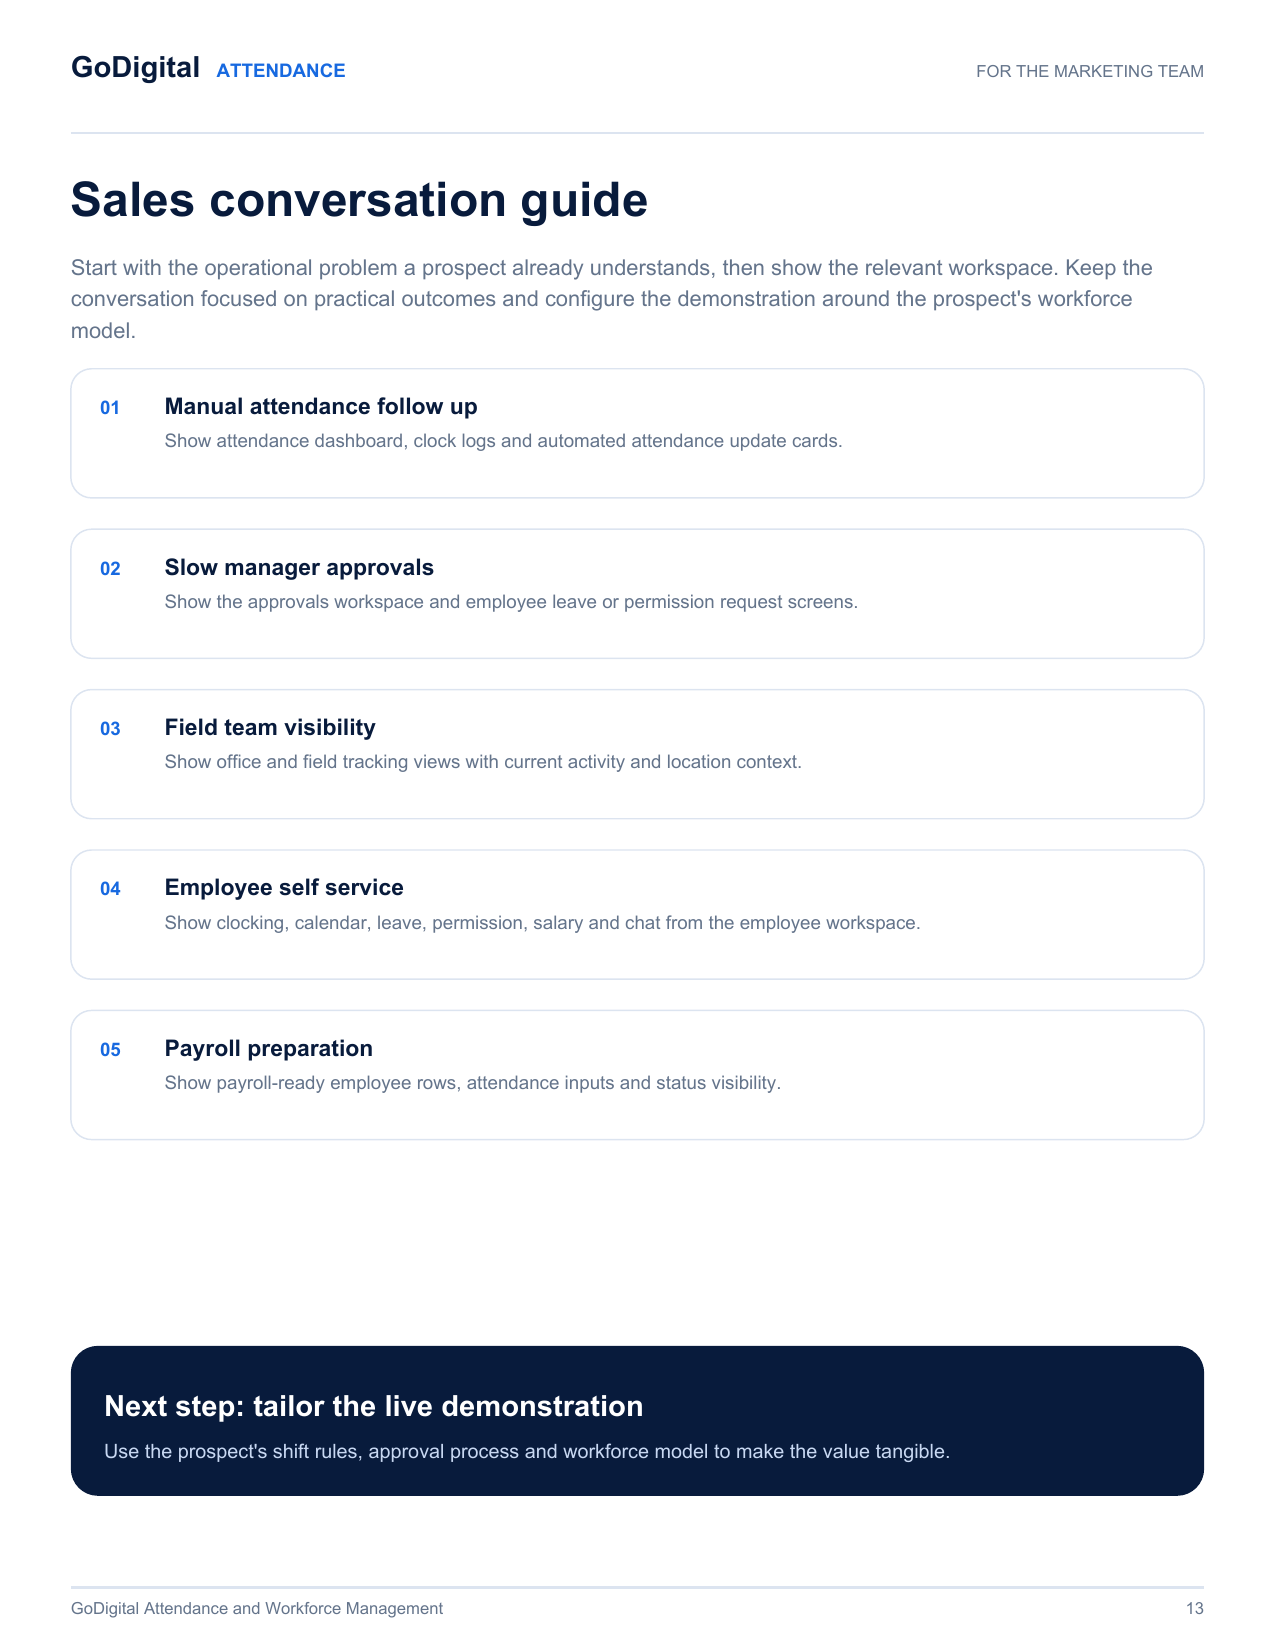 GoDigital ATTENDANCE
FOR THE MARKETING TEAM
Sales conversation guide
Start with the operational problem a prospect already understands, then show the relevant workspace. Keep the
conversation focused on practical outcomes and configure the demonstration around the prospect's workforce
model.
01 Manual attendance follow up
Show attendance dashboard, clock logs and automated attendance update cards.
02 Slow manager approvals
Show the approvals workspace and employee leave or permission request screens.
03 Field team visibility
Show office and field tracking views with current activity and location context.
04 Employee self service
Show clocking, calendar, leave, permission, salary and chat from the employee workspace.
05 Payroll preparation
Show payroll-ready employee rows, attendance inputs and status visibility.
Next step: tailor the live demonstration
Use the prospect's shift rules, approval process and workforce model to make the value tangible.
GoDigital Attendance and Workforce Management
13